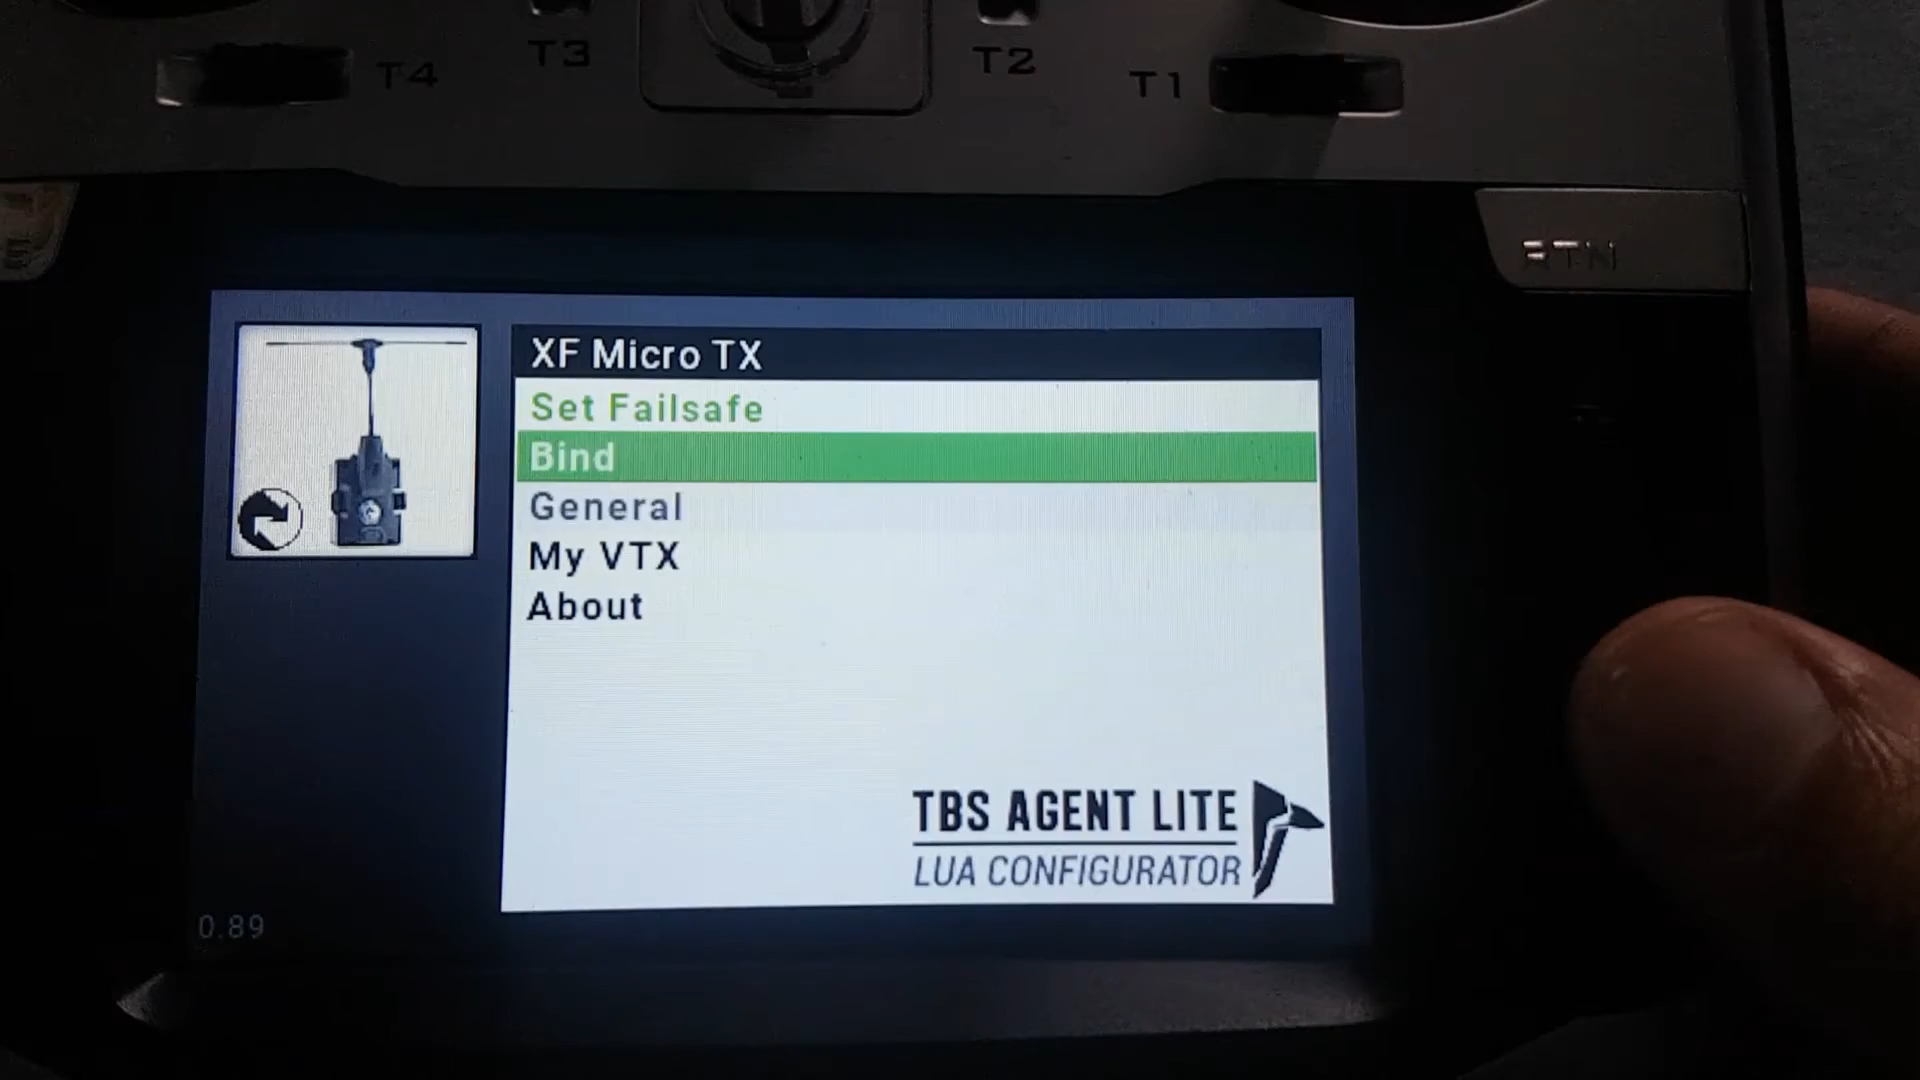 T4
T3
T2
T1
RTN
XF Micro TX
Set Failsafe
Bind
General
My VTX
About
TBS AGENT LITE
LUA CONFIGURATOR
0.89